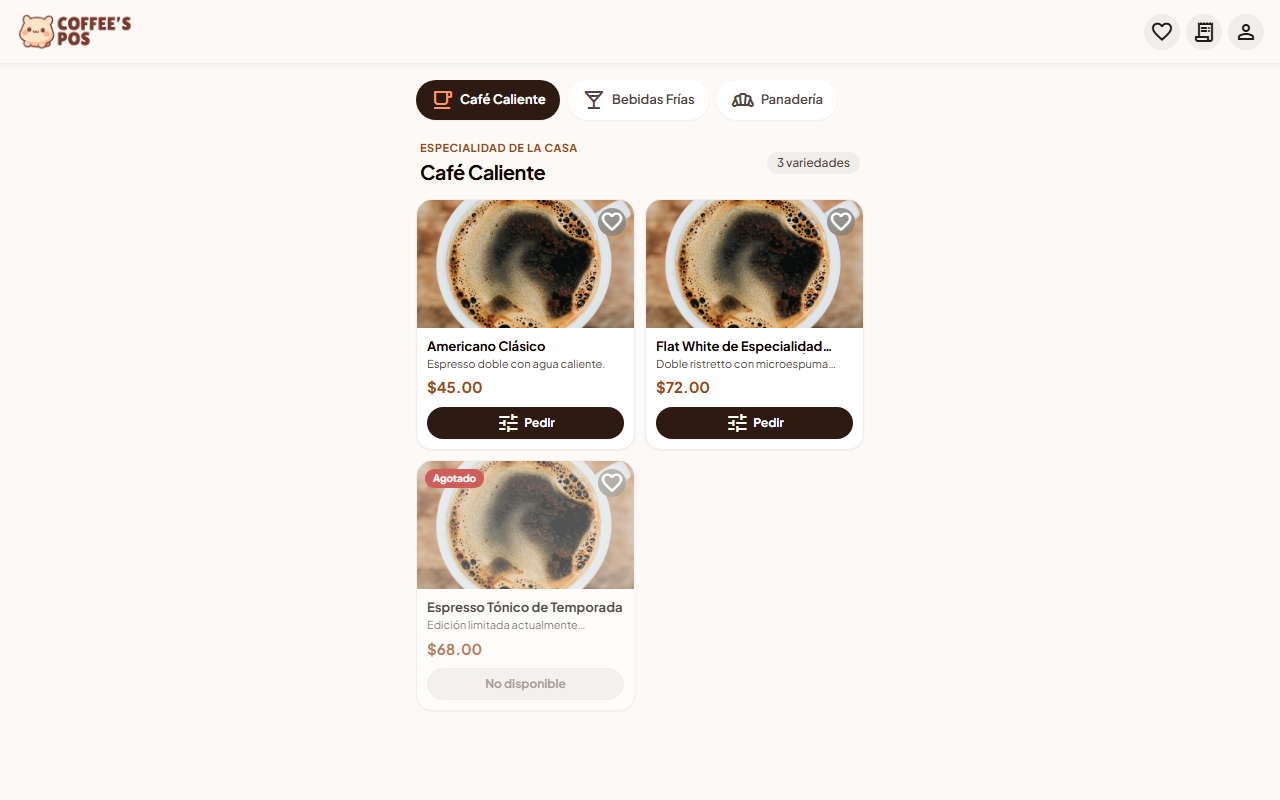 COFFEE'S
POS
Café Caliente
Bebidas Frías
Panadería
ESPECIALIDAD DE LA CASA
Café Caliente
3 variedades
Americano Clásico
Espresso doble con agua caliente.
$45.00
Pedir
Flat White de Especialidad…
Doble ristretto con microespuma…
$72.00
Pedir
Agotado
Espresso Tónico de Temporada
Edición limitada actualmente…
$68.00
No disponible